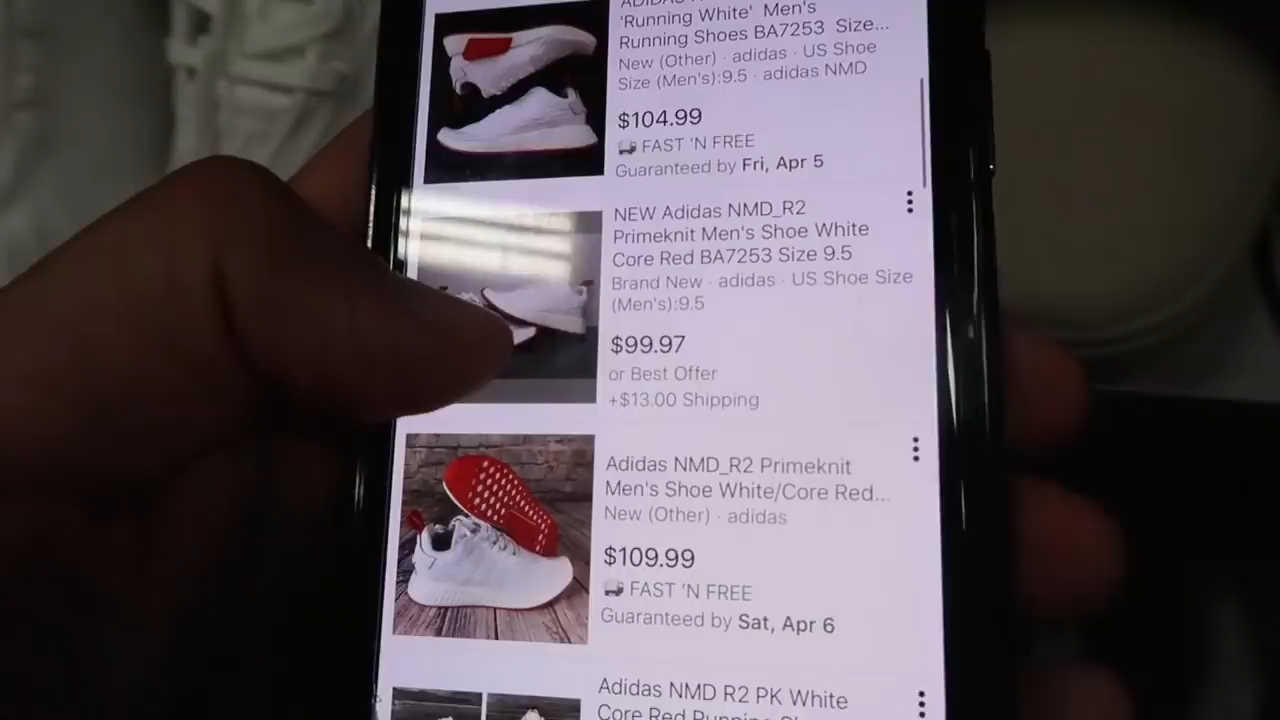 ADIDAS
'Running White' Men's
Running Shoes BA7253 Size...
New (Other) · adidas · US Shoe
Size (Men's):9.5 · adidas NMD
$104.99
FAST 'N FREE
Guaranteed by Fri, Apr 5
NEW Adidas NMD_R2
Primeknit Men's Shoe White
Core Red BA7253 Size 9.5
Brand New · adidas · US Shoe Size
(Men's):9.5
$99.97
or Best Offer
+$13.00 Shipping
Adidas NMD_R2 Primeknit
Men's Shoe White/Core Red...
New (Other) · adidas
$109.99
FAST 'N FREE
Guaranteed by Sat, Apr 6
Adidas NMD R2 PK White
Core Red Running